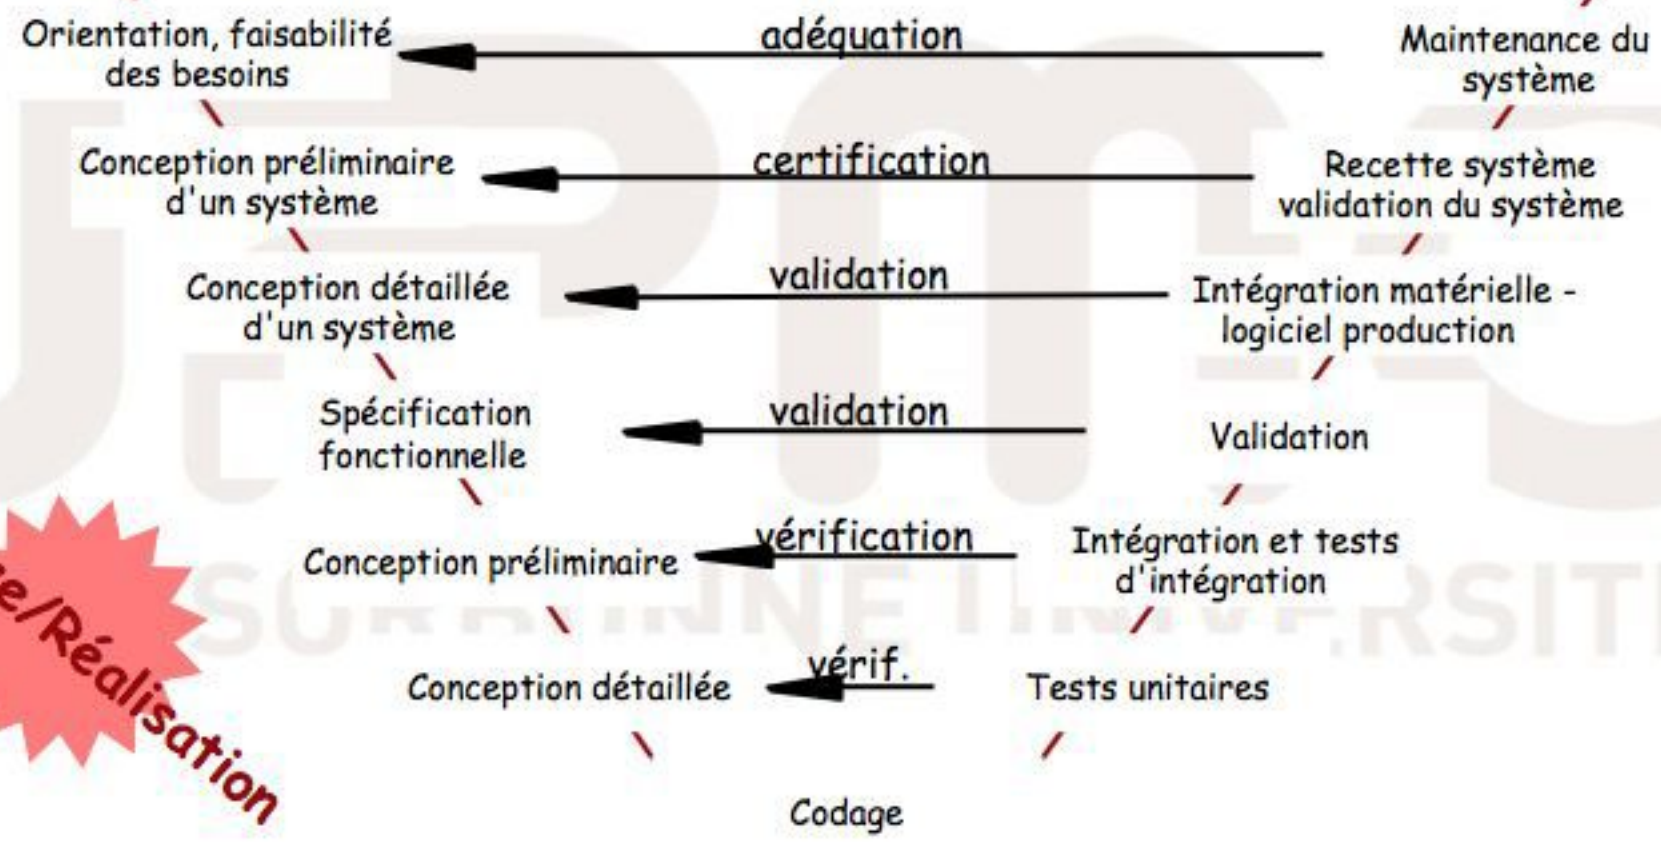 Orientation, faisabilité
des besoins
adéquation
Maintenance du
système
Conception préliminaire
d'un système
certification
Recette système
validation du système
Conception détaillée
d'un système
validation
Intégration matérielle -
logiciel production
Spécification
fonctionnelle
validation
Validation
Conception préliminaire
vérification
Intégration et tests
d'intégration
Conception détaillée
vérif.
Tests unitaires
Codage
e/Réalisation